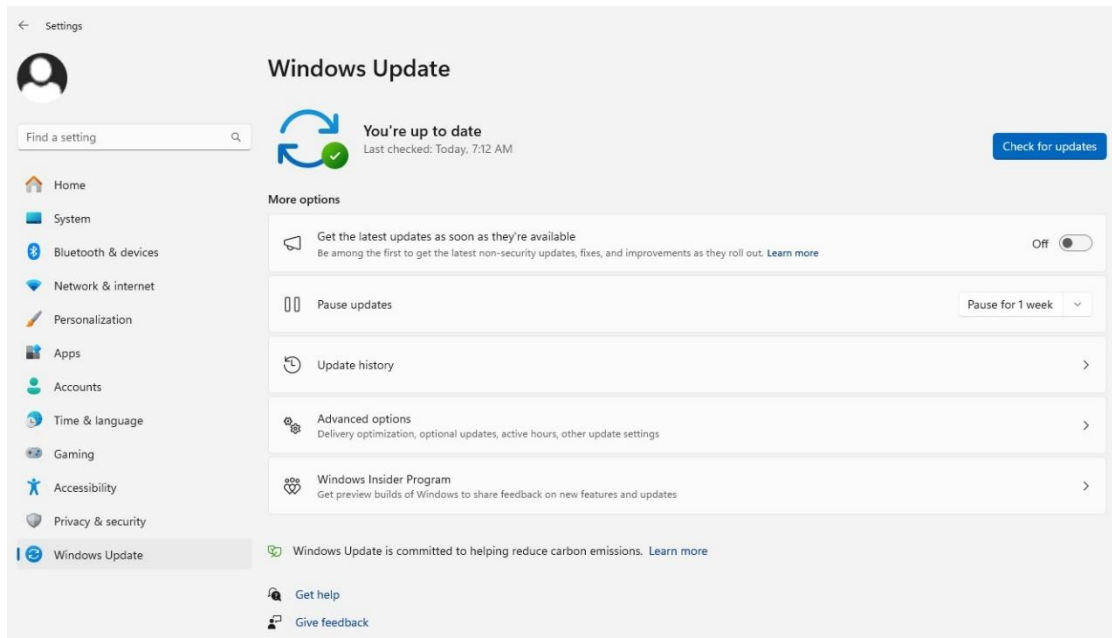 Settings
Find a setting
Home
System
Bluetooth & devices
Network & internet
Personalization
Apps
Accounts
Time & language
Gaming
Accessibility
Privacy & security
Windows Update
Windows Update
You're up to date
Last checked: Today, 7:12 AM
Check for updates
More options
Get the latest updates as soon as they're available
Be among the first to get the latest non-security updates, fixes, and improvements as they roll out. Learn more
Off
Pause updates
Pause for 1 week
Update history
Advanced options
Delivery optimization, optional updates, active hours, other update settings
Windows Insider Program
Get preview builds of Windows to share feedback on new features and updates
Windows Update is committed to helping reduce carbon emissions. Learn more
Get help
Give feedback